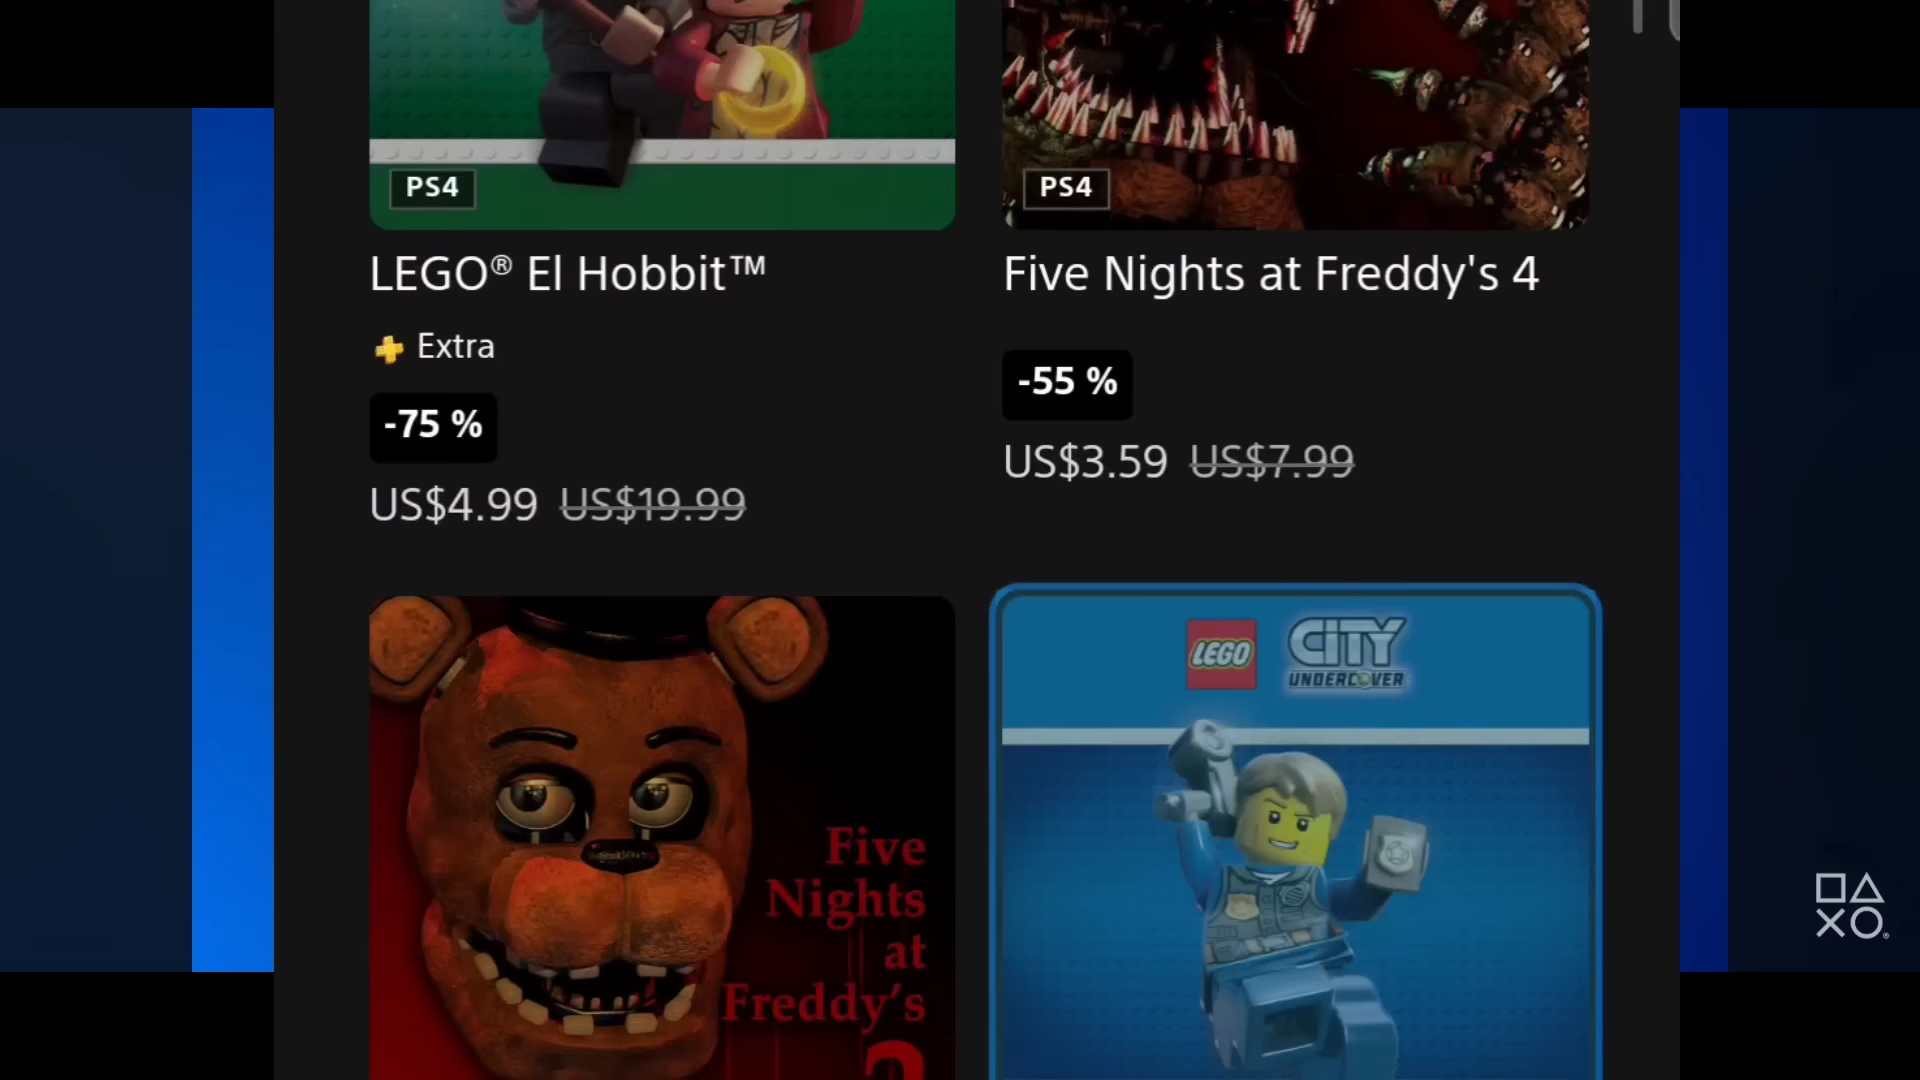 PS4
LEGO® El Hobbit™
Extra
-75 %
US$4.99 US$19.99
PS4
Five Nights at Freddy's 4
-55 %
US$3.59 US$7.99
Five
Nights
at
Freddy's
LEGO CITY
UNDERCOVER